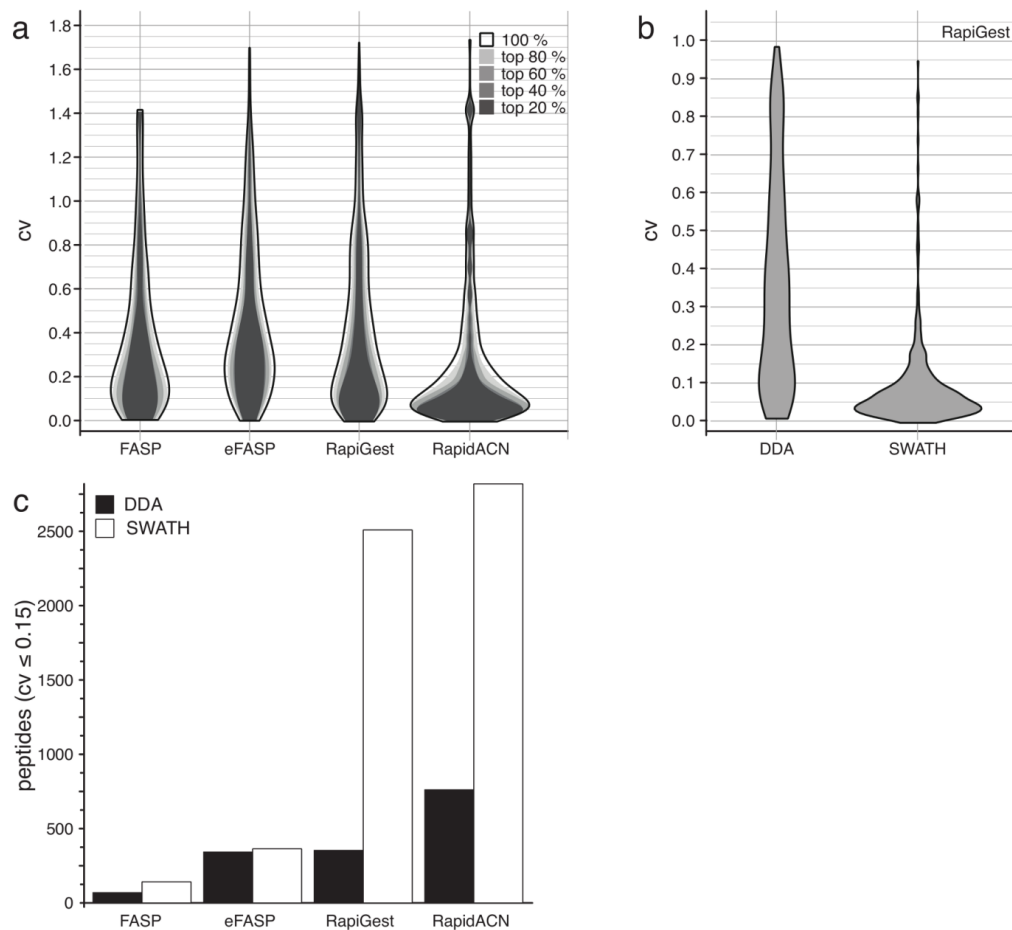 a
1.8
1.6
1.4
1.2
1.0
0.8
0.6
0.4
0.2
0.0
cv
100 %
top 80 %
top 60 %
top 40 %
top 20 %
FASP eFASP RapiGest RapidACN
b
RapiGest
1.0
0.9
0.8
0.7
0.6
0.5
0.4
0.3
0.2
0.1
0.0
cv
DDA SWATH
c
DDA
SWATH
2500
2000
1500
1000
750
500
0
peptides (cv ≤ 0.15)
FASP eFASP RapiGest RapidACN